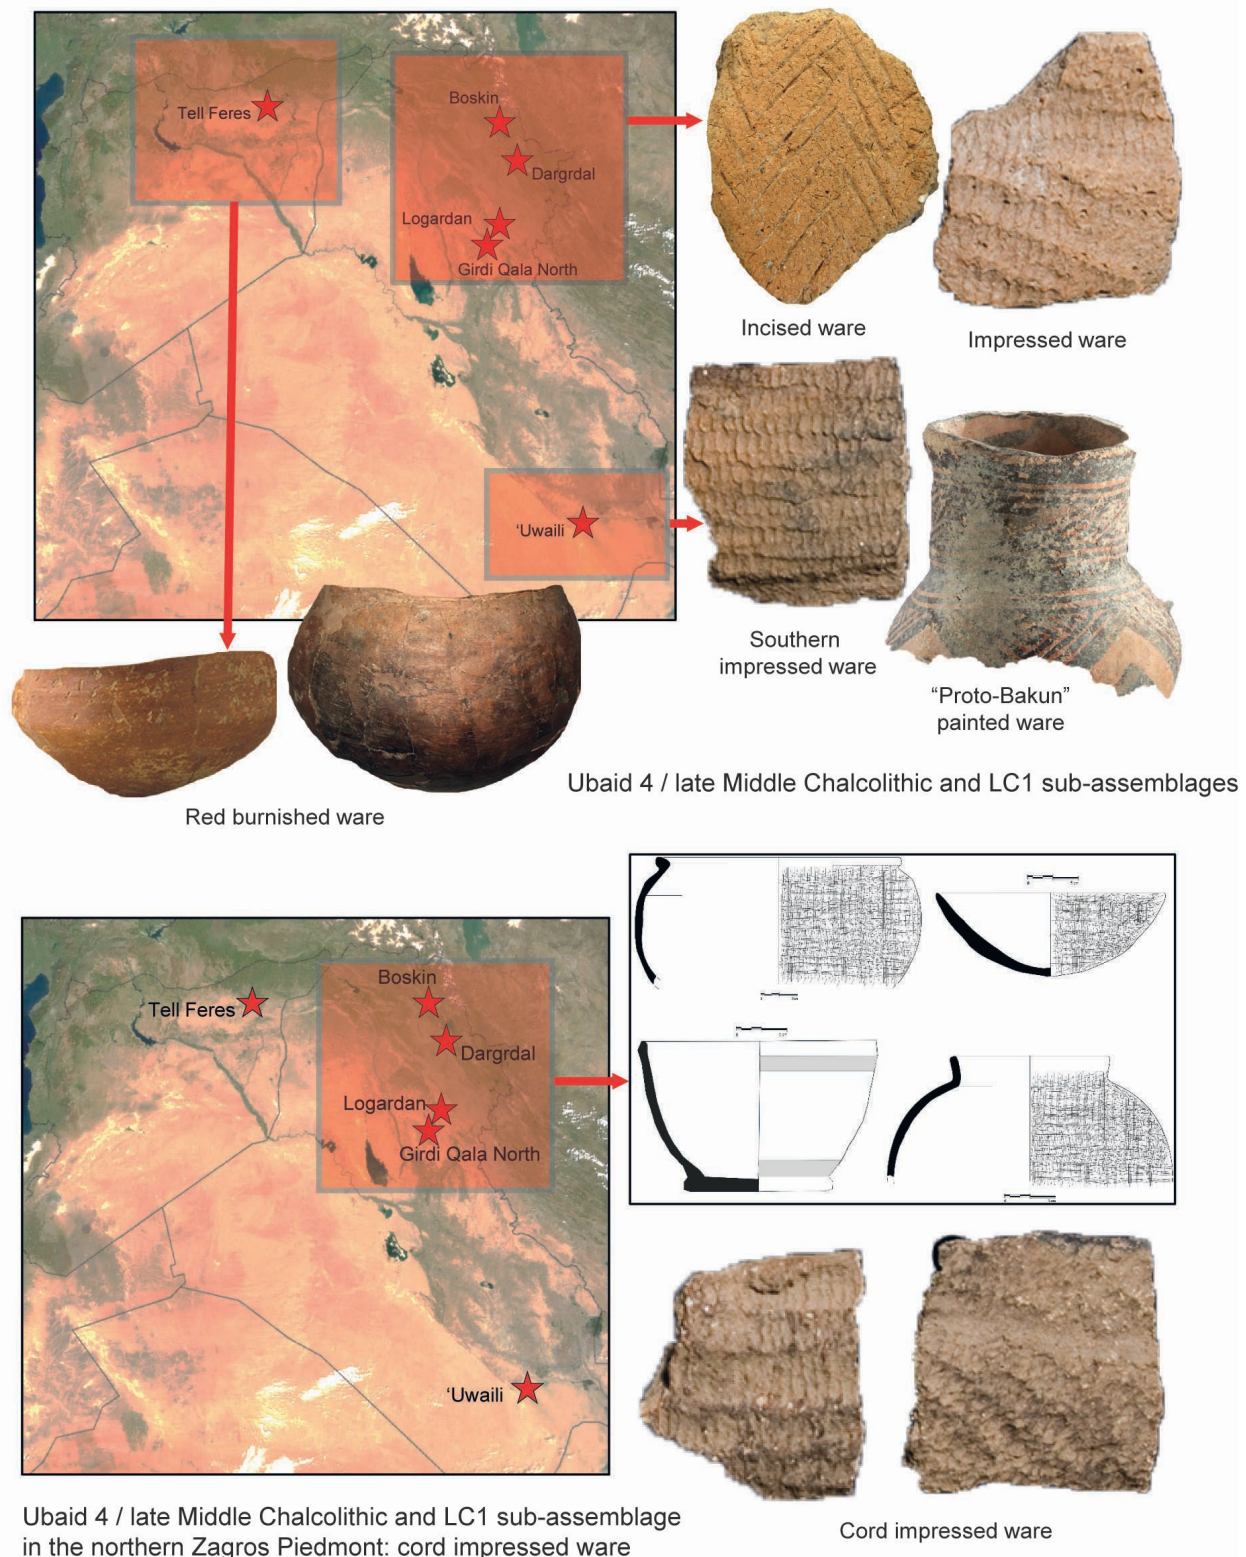 Tell Feres
Boskin
Dargrdal
Logardan
Girdi Qala North
‘Uwaili
Incised ware
Impressed ware
Southern
impressed ware
“Proto-Bakun”
painted ware
Red burnished ware
Ubaid 4 / late Middle Chalcolithic and LC1 sub-assemblages
Tell Feres
Boskin
Dargrdal
Logardan
Girdi Qala North
‘Uwaili
Cord impressed ware
Ubaid 4 / late Middle Chalcolithic and LC1 sub-assemblage
in the northern Zagros Piedmont: cord impressed ware